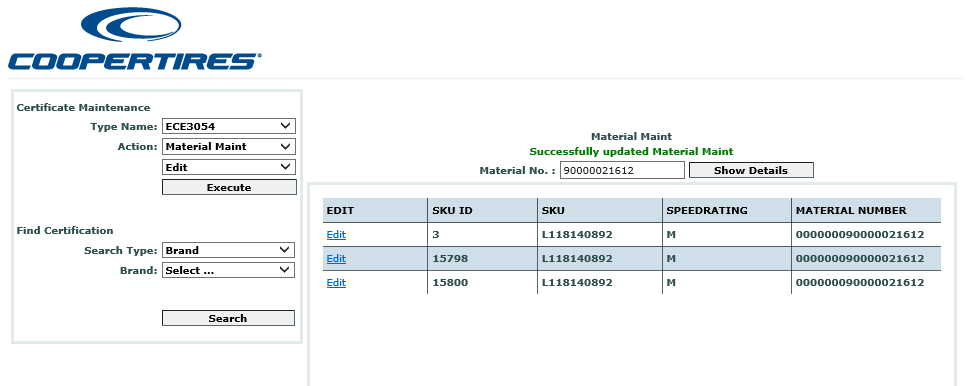 COOPERTIRES®
Certificate Maintenance
Type Name: ECE3054
Action: Material Maint
Edit
Execute
Find Certification
Search Type: Brand
Brand: Select ...
Search
Material Maint
Successfully updated Material Maint
Material No. : 90000021612 Show Details
EDIT SKU ID SKU SPEEDRATING MATERIAL NUMBER
Edit 3 L118140892 M 000000090000021612
Edit 15798 L118140892 M 000000090000021612
Edit 15800 L118140892 M 000000090000021612